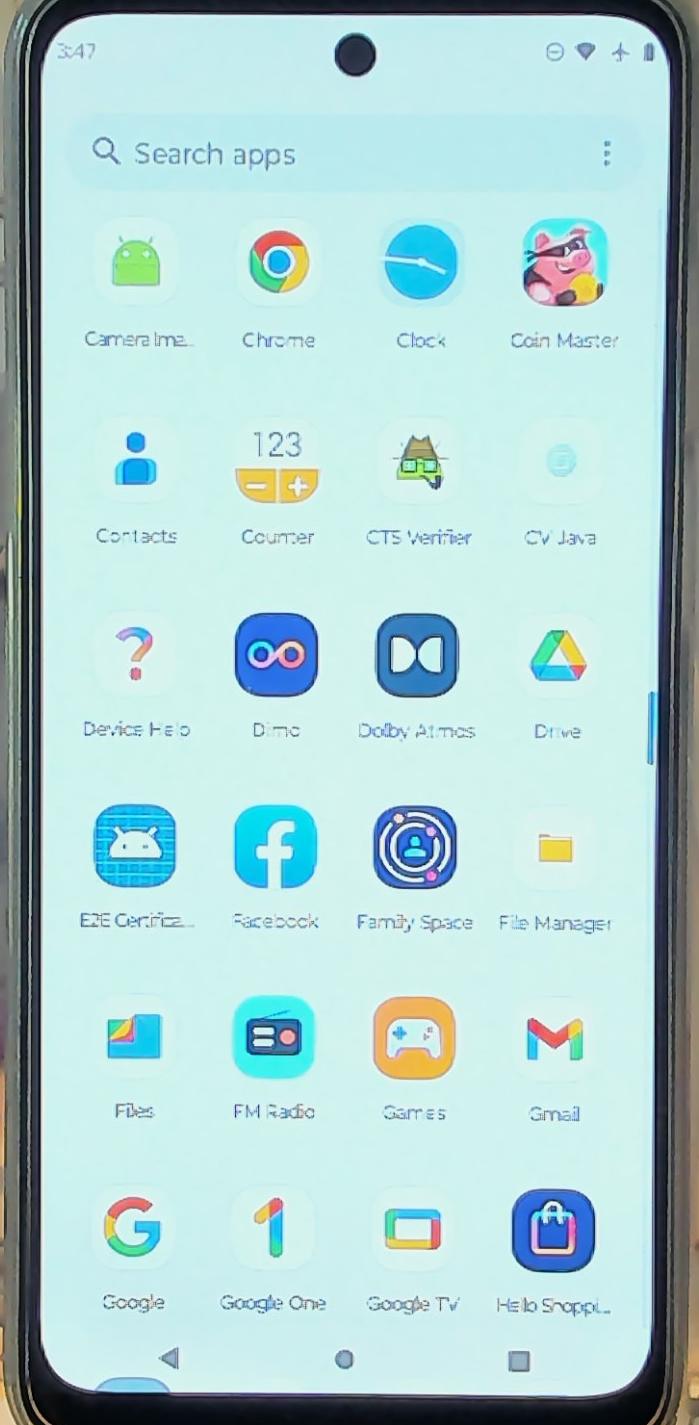 3:47
Search apps
Camera Ima...
Chrome
Clock
Coin Master
123
Contacts
Counter
CTS Verifier
CV Java
Device Help
Dimo
Dolby Atmos
Drive
E2E Certifica...
Facebook
Family Space
File Manager
Files
FM Radio
Games
Gmail
Google
Google One
Google TV
Hello Shoppi...